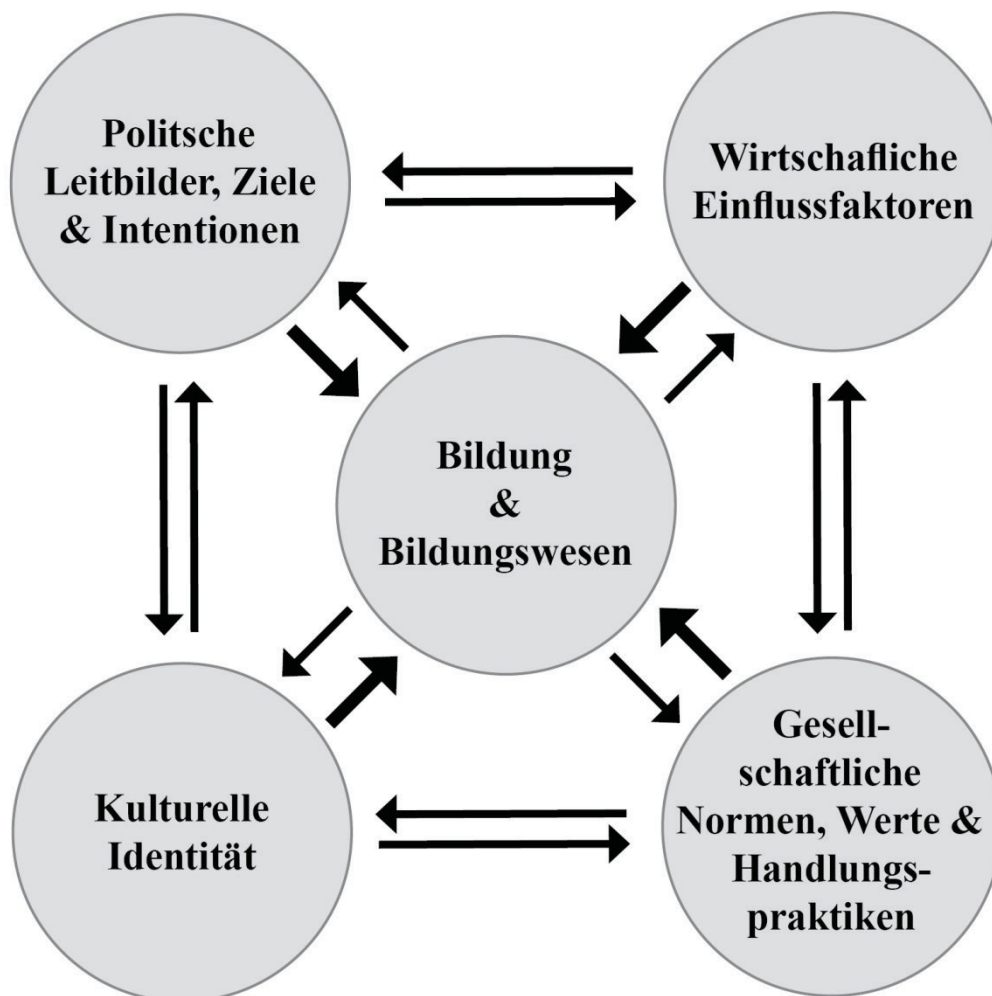 Politsche
Leitbilder, Ziele
& Intentionen
Wirtschafliche
Einflussfaktoren
Bildung
&
Bildungswesen
Kulturelle
Identität
Gesell-
schaftliche
Normen, Werte &
Handlungs-
praktiken